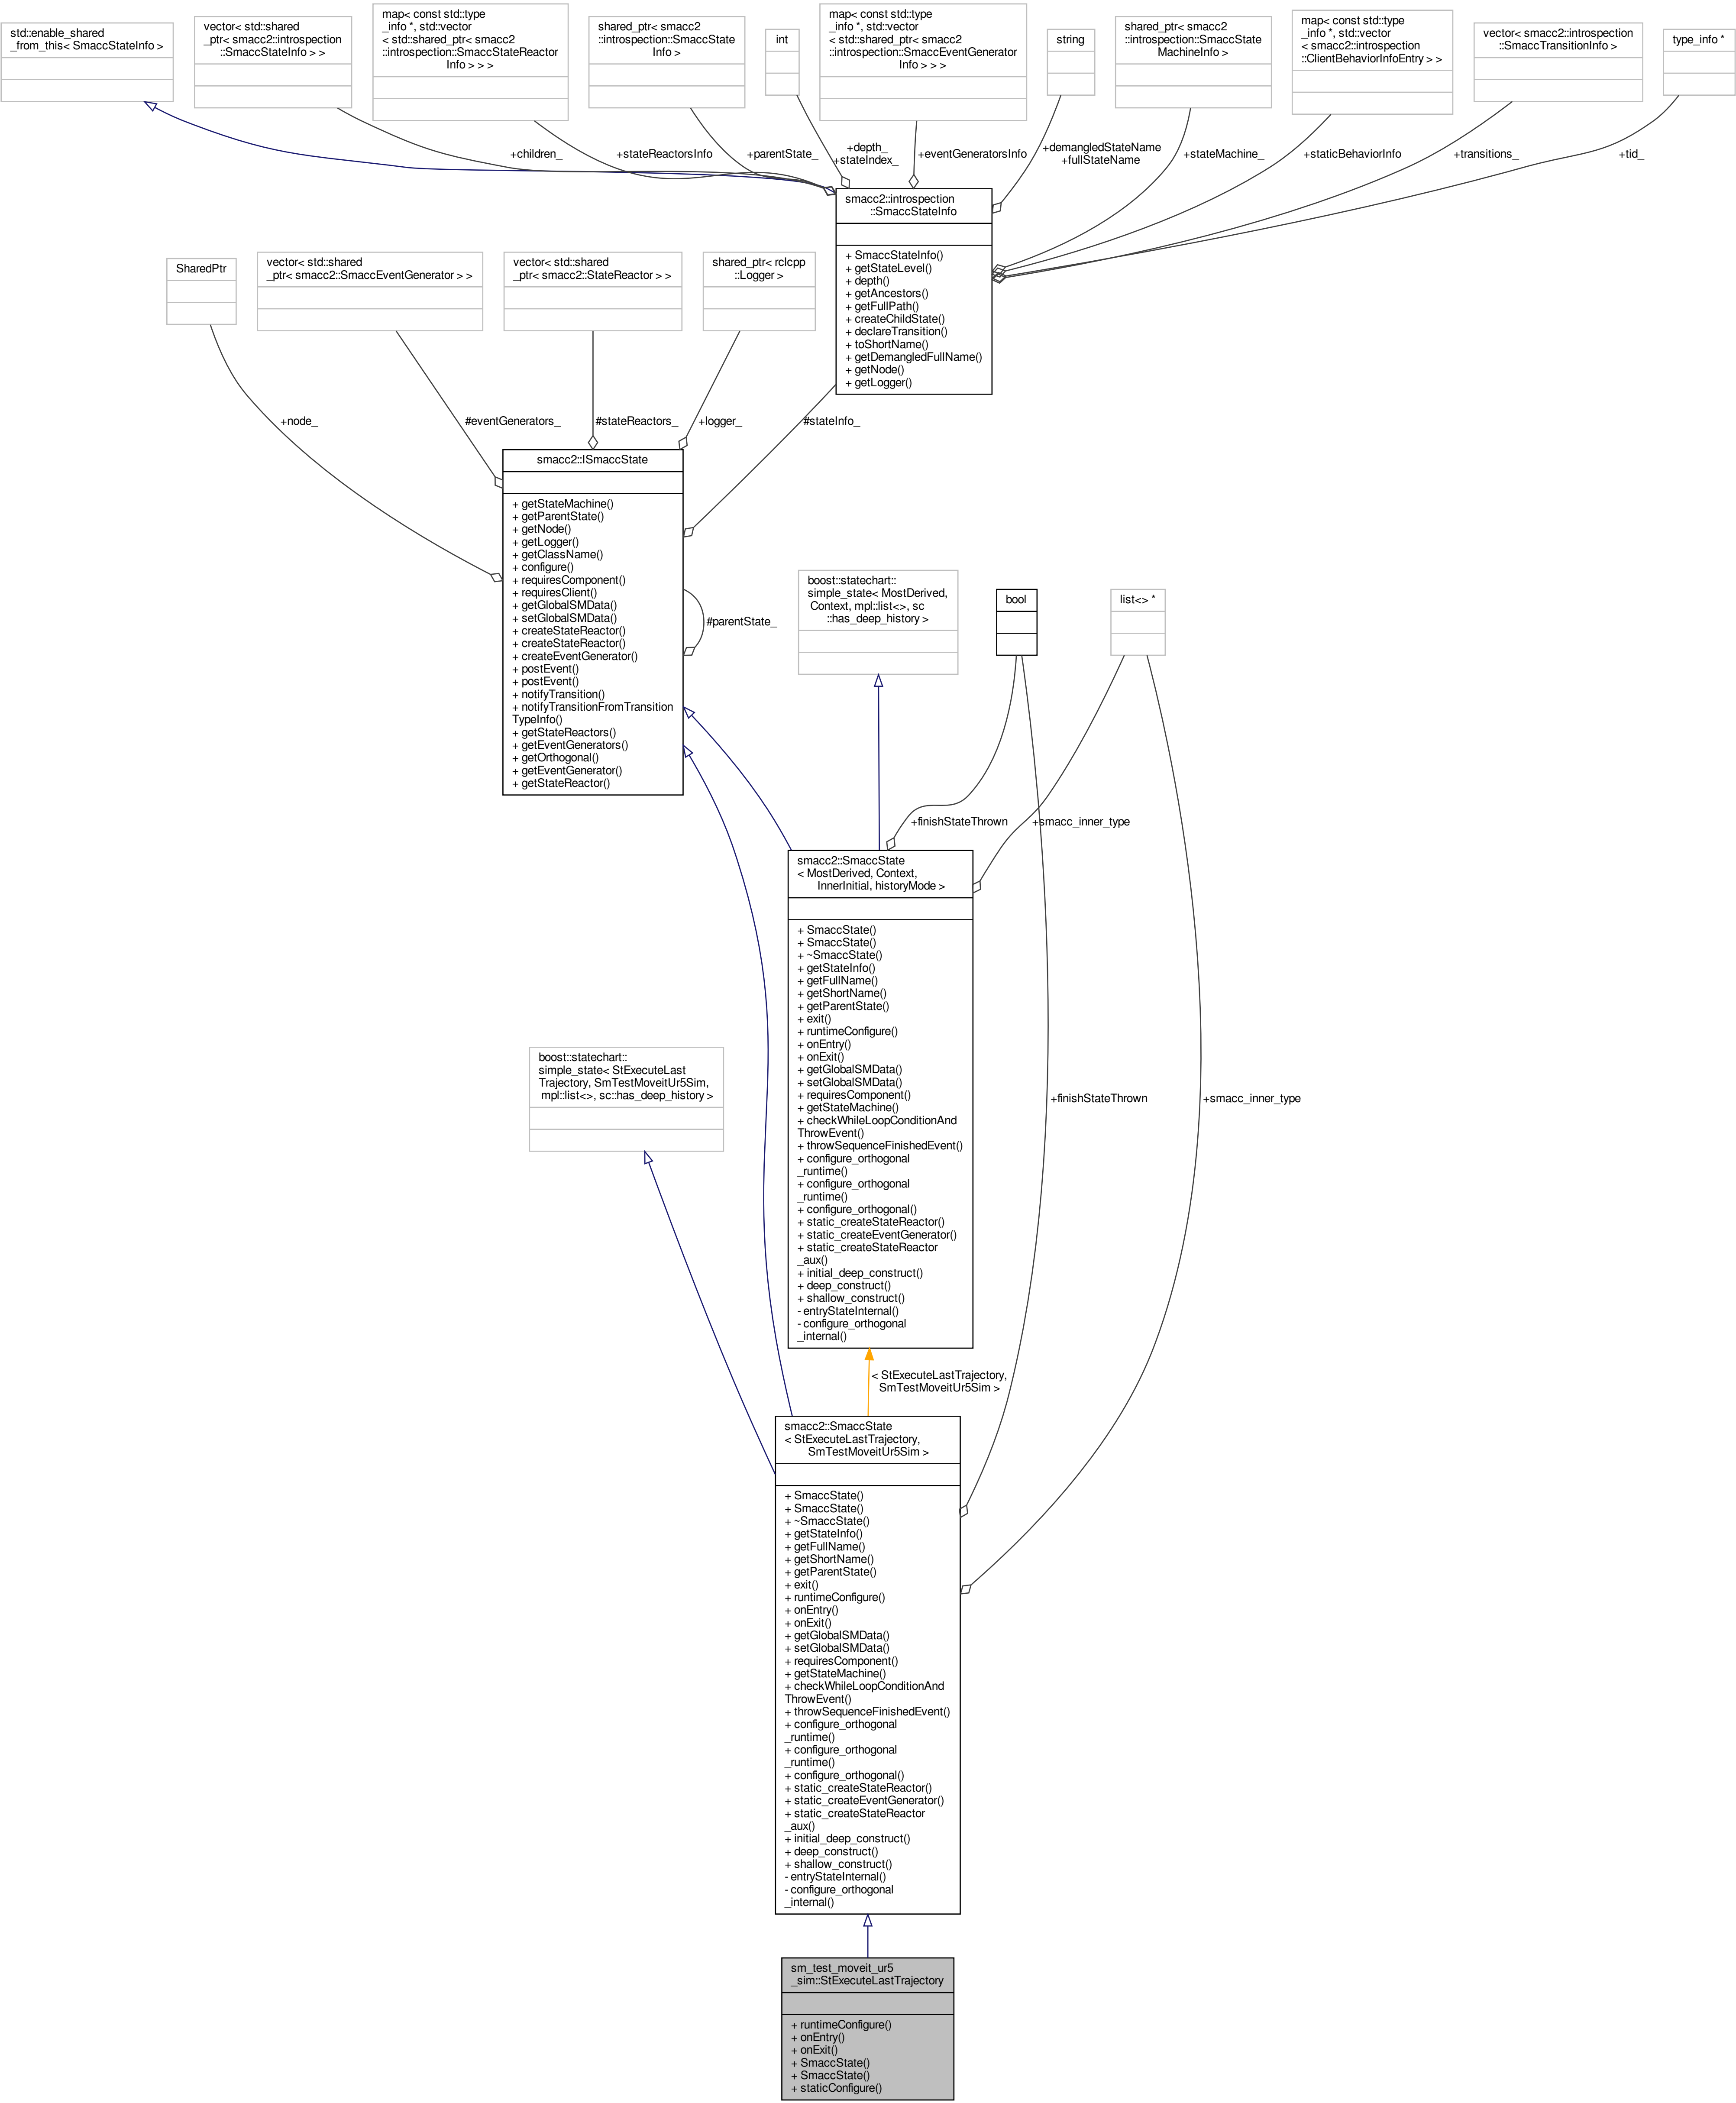 std::enable_shared
_from_this< SmaccStateInfo >
vector< std::shared
_ptr< smacc2::introspection
::SmaccStateInfo > >
map< const std::type
_info *, std::vector
< std::shared_ptr< smacc2
::introspection::SmaccStateReactor
Info > > >
shared_ptr< smacc2
::introspection::SmaccState
Info >
int
map< const std::type
_info *, std::vector
< std::shared_ptr< smacc2
::introspection::SmaccEventGenerator
Info > > >
string
shared_ptr< smacc2
::introspection::SmaccState
MachineInfo >
map< const std::type
_info *, std::vector
< smacc2::introspection
::ClientBehaviorInfoEntry > >
vector< smacc2::introspection
::SmaccTransitionInfo >
type_info *
+children_
+stateReactorsInfo
+parentState_
+depth_
+stateIndex_
+eventGeneratorsInfo
+demangledStateName
+fullStateName
+stateMachine_
+staticBehaviorInfo
+transitions_
+tid_
smacc2::introspection
::SmaccStateInfo
+ SmaccStateInfo()
+ getStateLevel()
+ depth()
+ getAncestors()
+ getFullPath()
+ createChildState()
+ declareTransition()
+ toShortName()
+ getDemangledFullName()
+ getNode()
+ getLogger()
SharedPtr
vector< std::shared
_ptr< smacc2::SmaccEventGenerator > >
vector< std::shared
_ptr< smacc2::StateReactor > >
shared_ptr< rclcpp
::Logger >
+node_
#eventGenerators_
#stateReactors_
+logger_
#stateInfo_
smacc2::ISmaccState
+ getStateMachine()
+ getParentState()
+ getNode()
+ getLogger()
+ getClassName()
+ configure()
+ requiresComponent()
+ requiresClient()
+ getGlobalSMData()
+ setGlobalSMData()
+ createStateReactor()
+ createStateReactor()
+ createEventGenerator()
+ postEvent()
+ postEvent()
+ notifyTransition()
+ notifyTransitionFromTransition
TypeInfo()
+ getStateReactors()
+ getEventGenerators()
+ getOrthogonal()
+ getEventGenerator()
+ getStateReactor()
#parentState_
boost::statechart::
simple_state< MostDerived,
Context, mpl::list<>, sc
::has_deep_history >
bool
list<> *
+finishStateThrown
+smacc_inner_type
smacc2::SmaccState
< MostDerived, Context,
InnerInitial, historyMode >
+ SmaccState()
+ SmaccState()
+ ~SmaccState()
+ getStateInfo()
+ getFullName()
+ getShortName()
+ getParentState()
+ exit()
+ runtimeConfigure()
+ onEntry()
+ onExit()
+ getGlobalSMData()
+ setGlobalSMData()
+ requiresComponent()
+ getStateMachine()
+ checkWhileLoopConditionAnd
ThrowEvent()
+ throwSequenceFinishedEvent()
+ configure_orthogonal
_runtime()
+ configure_orthogonal
_runtime()
+ configure_orthogonal()
+ static_createStateReactor()
+ static_createEventGenerator()
+ static_createStateReactor
_aux()
+ initial_deep_construct()
+ deep_construct()
+ shallow_construct()
- entryStateInternal()
- configure_orthogonal
_internal()
boost::statechart::
simple_state< StExecuteLast
Trajectory, SmTestMoveitUr5Sim,
mpl::list<>, sc::has_deep_history >
+finishStateThrown
+smacc_inner_type
< StExecuteLastTrajectory,
SmTestMoveitUr5Sim >
smacc2::SmaccState
< StExecuteLastTrajectory,
SmTestMoveitUr5Sim >
+ SmaccState()
+ SmaccState()
+ ~SmaccState()
+ getStateInfo()
+ getFullName()
+ getShortName()
+ getParentState()
+ exit()
+ runtimeConfigure()
+ onEntry()
+ onExit()
+ getGlobalSMData()
+ setGlobalSMData()
+ requiresComponent()
+ getStateMachine()
+ checkWhileLoopConditionAnd
ThrowEvent()
+ throwSequenceFinishedEvent()
+ configure_orthogonal
_runtime()
+ configure_orthogonal
_runtime()
+ configure_orthogonal()
+ static_createStateReactor()
+ static_createEventGenerator()
+ static_createStateReactor
_aux()
+ initial_deep_construct()
+ deep_construct()
+ shallow_construct()
- entryStateInternal()
- configure_orthogonal
_internal()
sm_test_moveit_ur5
_sim::StExecuteLastTrajectory
+ runtimeConfigure()
+ onEntry()
+ onExit()
+ SmaccState()
+ SmaccState()
+ staticConfigure()